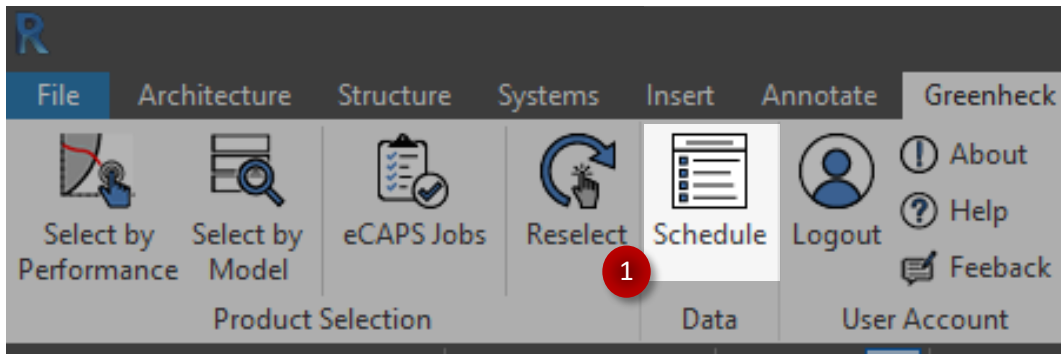 R
File Architecture Structure Systems Insert Annotate Greenheck
Select by Performance
Select by Model
eCAPS Jobs
Reselect
1
Schedule
Logout
About
Help
Feeback
Product Selection
Data
User Account